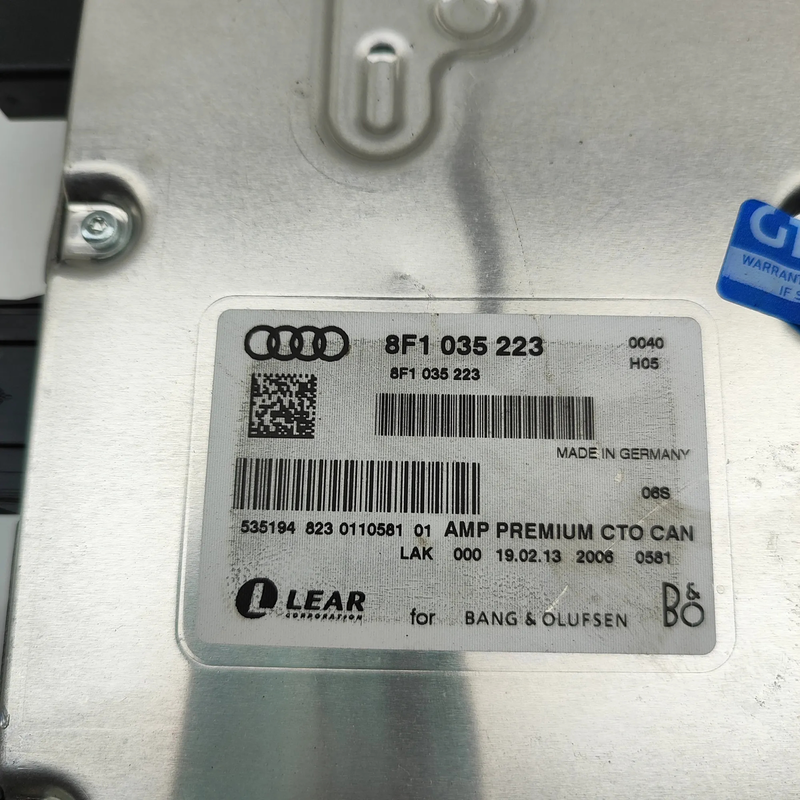 8F1 035 223 0040
8F1 035 223 H05
MADE IN GERMANY
06S
535194 823 0110581 01 AMP PREMIUM CTO CAN
LAK 000 19.02.13 2006 0581
L LEAR
CORPORATION
for BANG & OLUFSEN B&O
WARRANT
IF